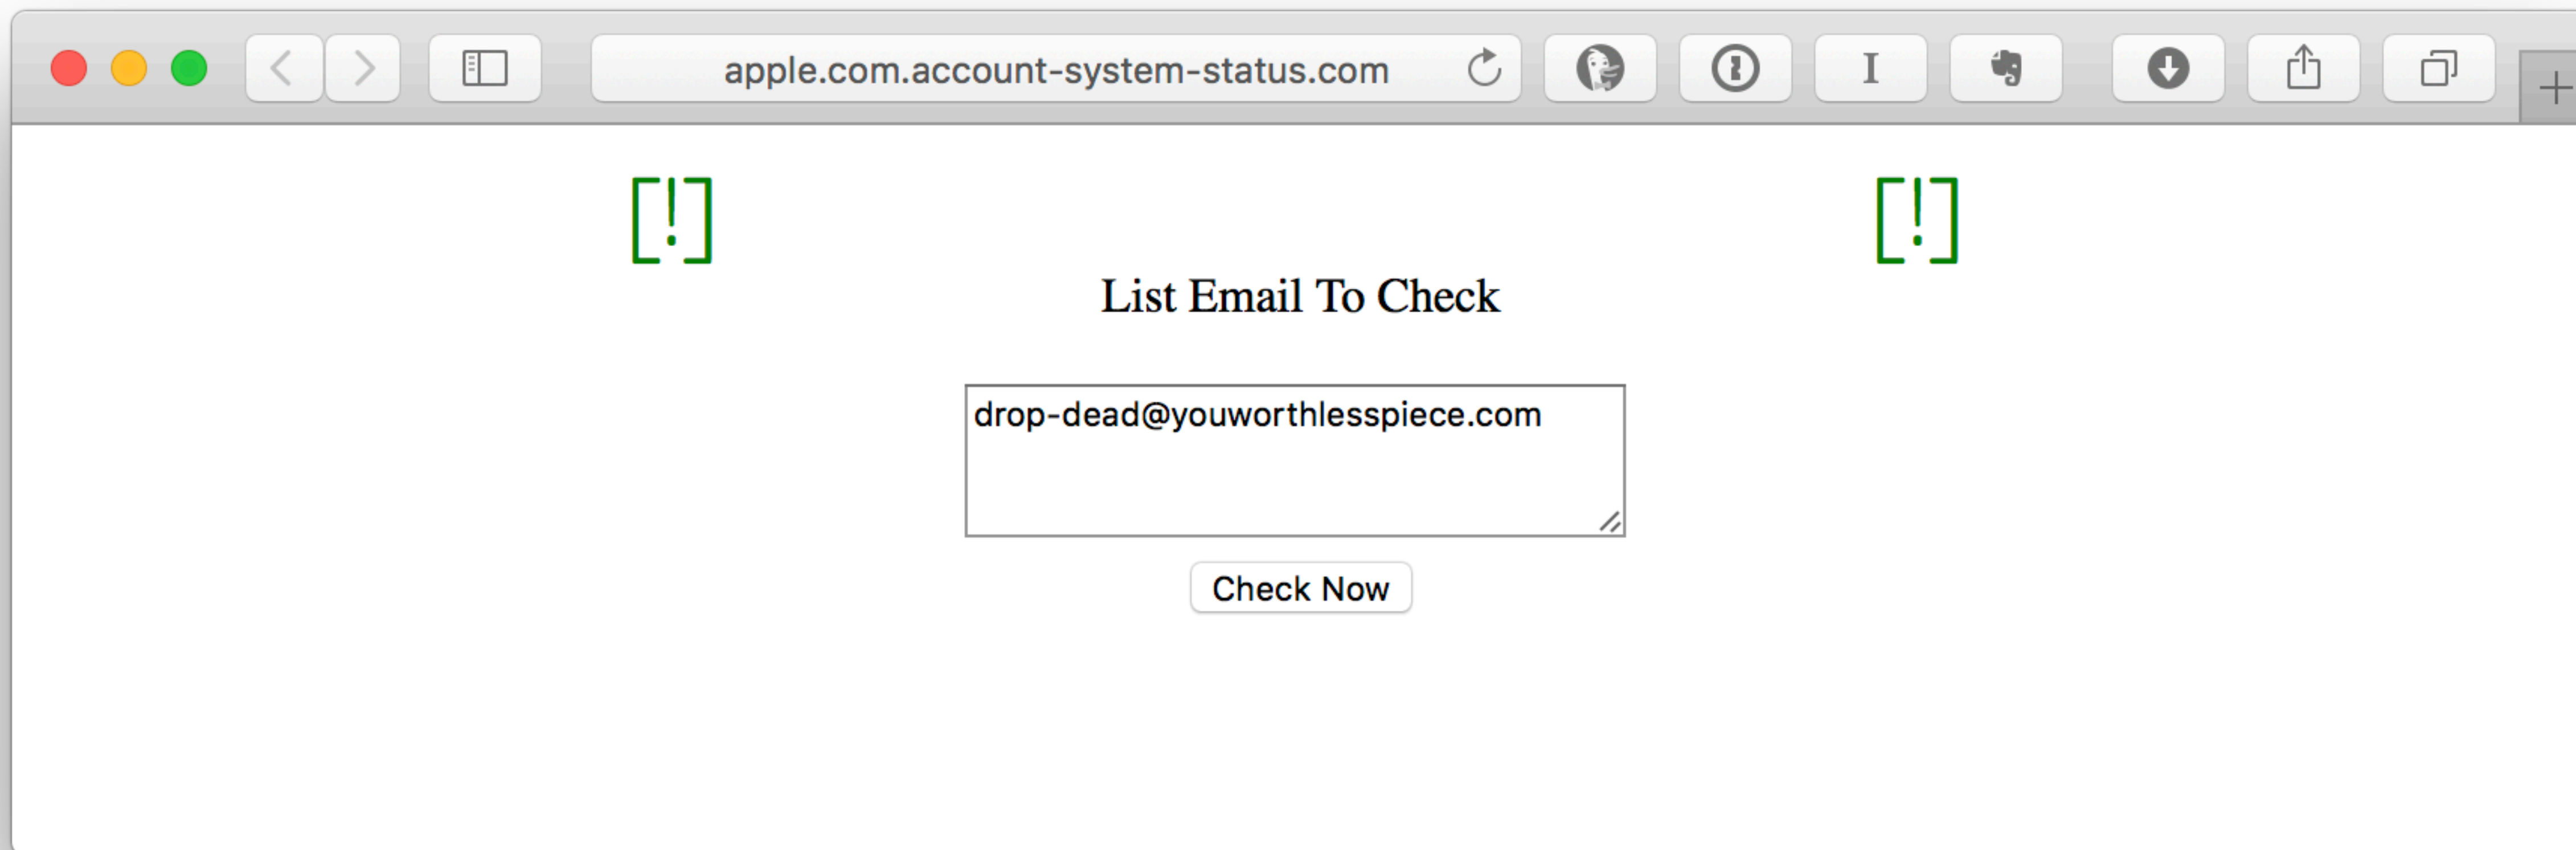 apple.com.account-system-status.com
[!] [!]
List Email To Check
drop-dead@youworthlesspiece.com
Check Now